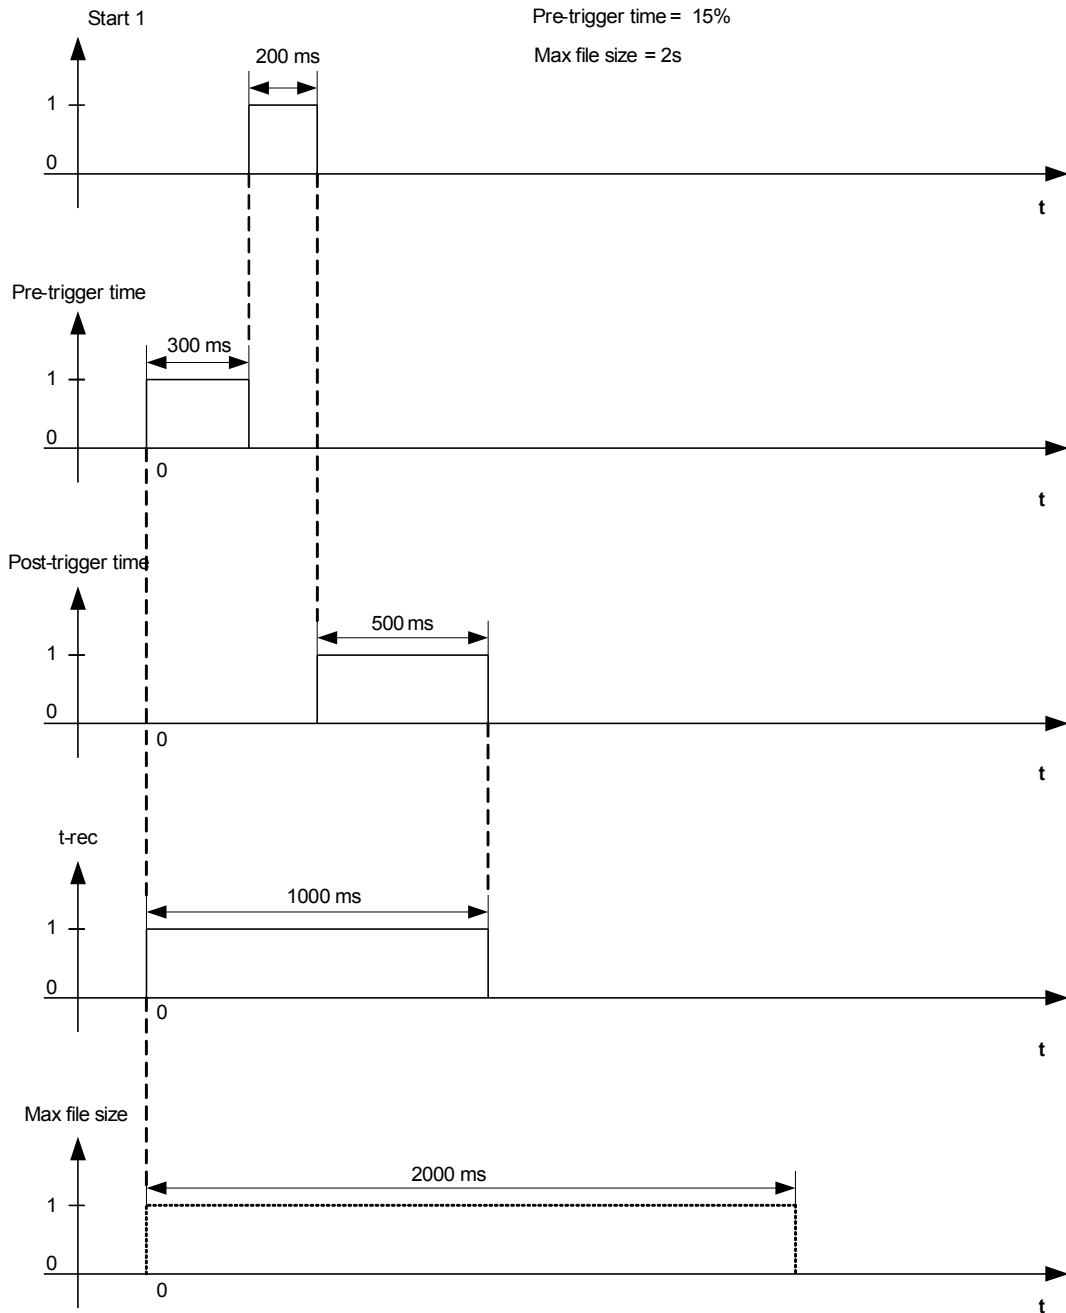 Start 1
Pre-trigger time = 15%
Max file size = 2s
200 ms
1
0
t
Pre-trigger time
300 ms
1
0
0
t
Post-trigger time
500 ms
1
0
0
t
t-rec
1000 ms
1
0
0
t
Max file size
2000 ms
1
0
0
t